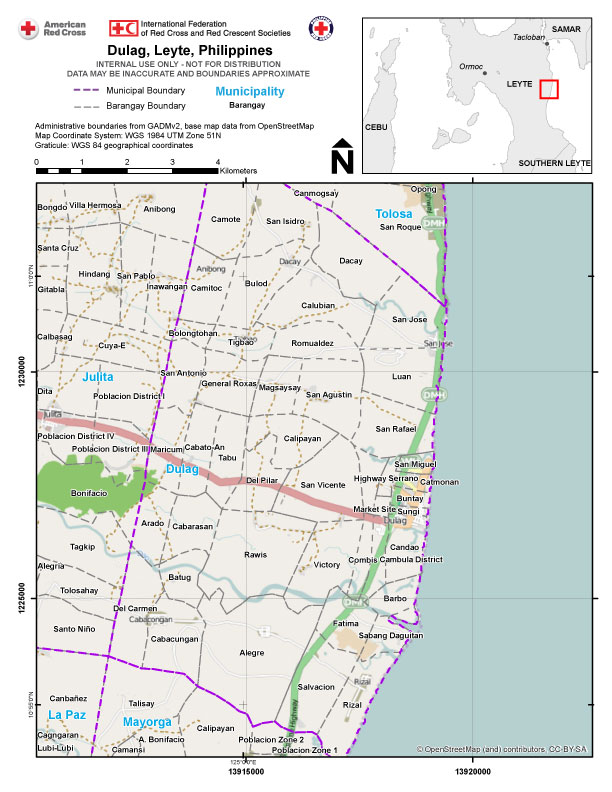 American
Red Cross
International Federation
of Red Cross and Red Crescent Societies
Dulag, Leyte, Philippines
INTERNAL USE ONLY - NOT FOR DISTRIBUTION
DATA MAY BE INACCURATE AND BOUNDARIES APPROXIMATE
Municipal Boundary
Municipality
Barangay Boundary
Barangay
Administrative boundaries from GADMv2, base map data from OpenStreetMap
Map Coordinate System: WGS 1984 UTM Zone 51N
Graticule: WGS 84 geographical coordinates
0 1 2 3 4
Kilometers
N
SAMAR
Tacloban
Ormoc
LEYTE
CEBU
SOUTHERN LEYTE
Opong
Canmogsay
Bongdo
Villa Hermosa
Anibong
Tolosa
Camote
San Isidro
San Roque
DMH
Santa Cruz
Dacay
Dacay
Anibong
Hindang
San Pablo
11°0'0"N
Gitabla
Inawangan
Camitoc
Bulod
Calubian
San Jose
Bolongtohan
Calbasag
Cuya-E
Tigbao
Romualdez
San Jose
1230000
San Antonio
Julita
General Roxas
Magsaysay
Luan
Dita
Poblacion District I
San Agustin
DMH
Julita
San Rafael
Poblacion District IV
Calipayan
Poblacion District III
Maricum
Cabato-An
Tabu
Dulag
San Miguel
Del Pilar
San Vicente
Highway
Serrano
Catmonan
Bonifacio
Buntay
Market Site
Sungi
Dulag
Arado
Cabarasan
Tagkip
Rawis
Candao
Combis
Cambula District
Alegria
Batug
Victory
Tolosahay
Barbo
1225000
Del Carmen
DMH
Cabacungan
Fatima
Santo Niño
Cabacungan
Sabang Daguitan
Alegre
Rizal
Salvacion
Canbañez
Talisay
Rizal
10°55'0"N
La Paz
Mayorga
Highway
Cagngaran
Calipayan
A. Bonifacio
Poblacion Zone 2
Lubi-Lubi
Camansi
Poblacion Zone 1
© OpenStreetMap (and) contributors, CC-BY-SA
125°0'0"E
13915000
13920000